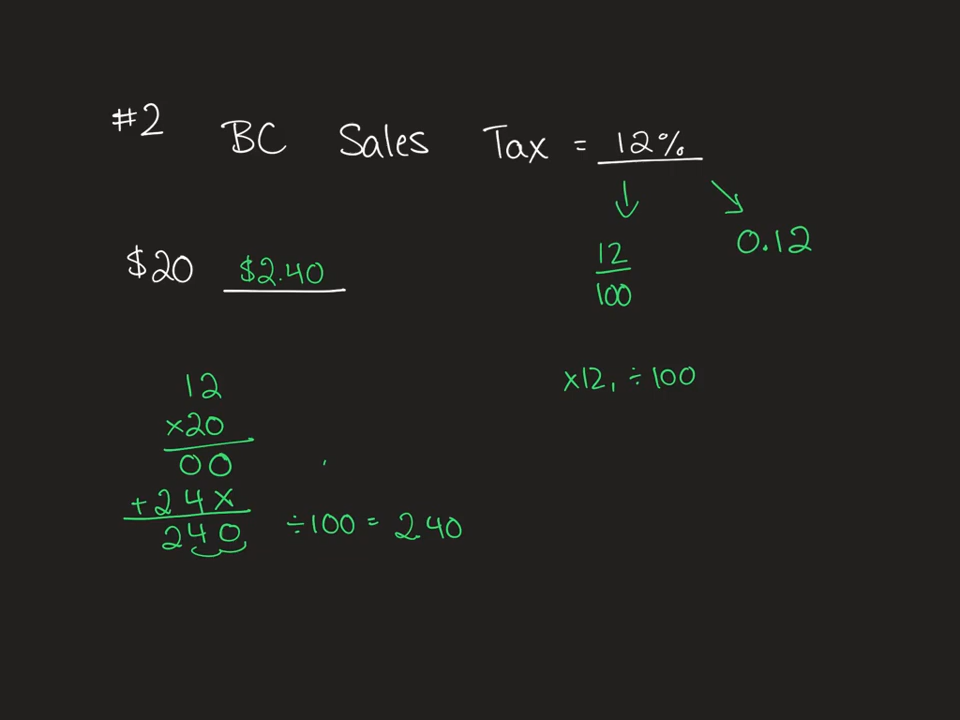 #2 BC Sales Tax = 12%
12/100
0.12
$20 $2.40
x12, ÷100
12
x20
00
+24x
240 ÷100 = 2.40